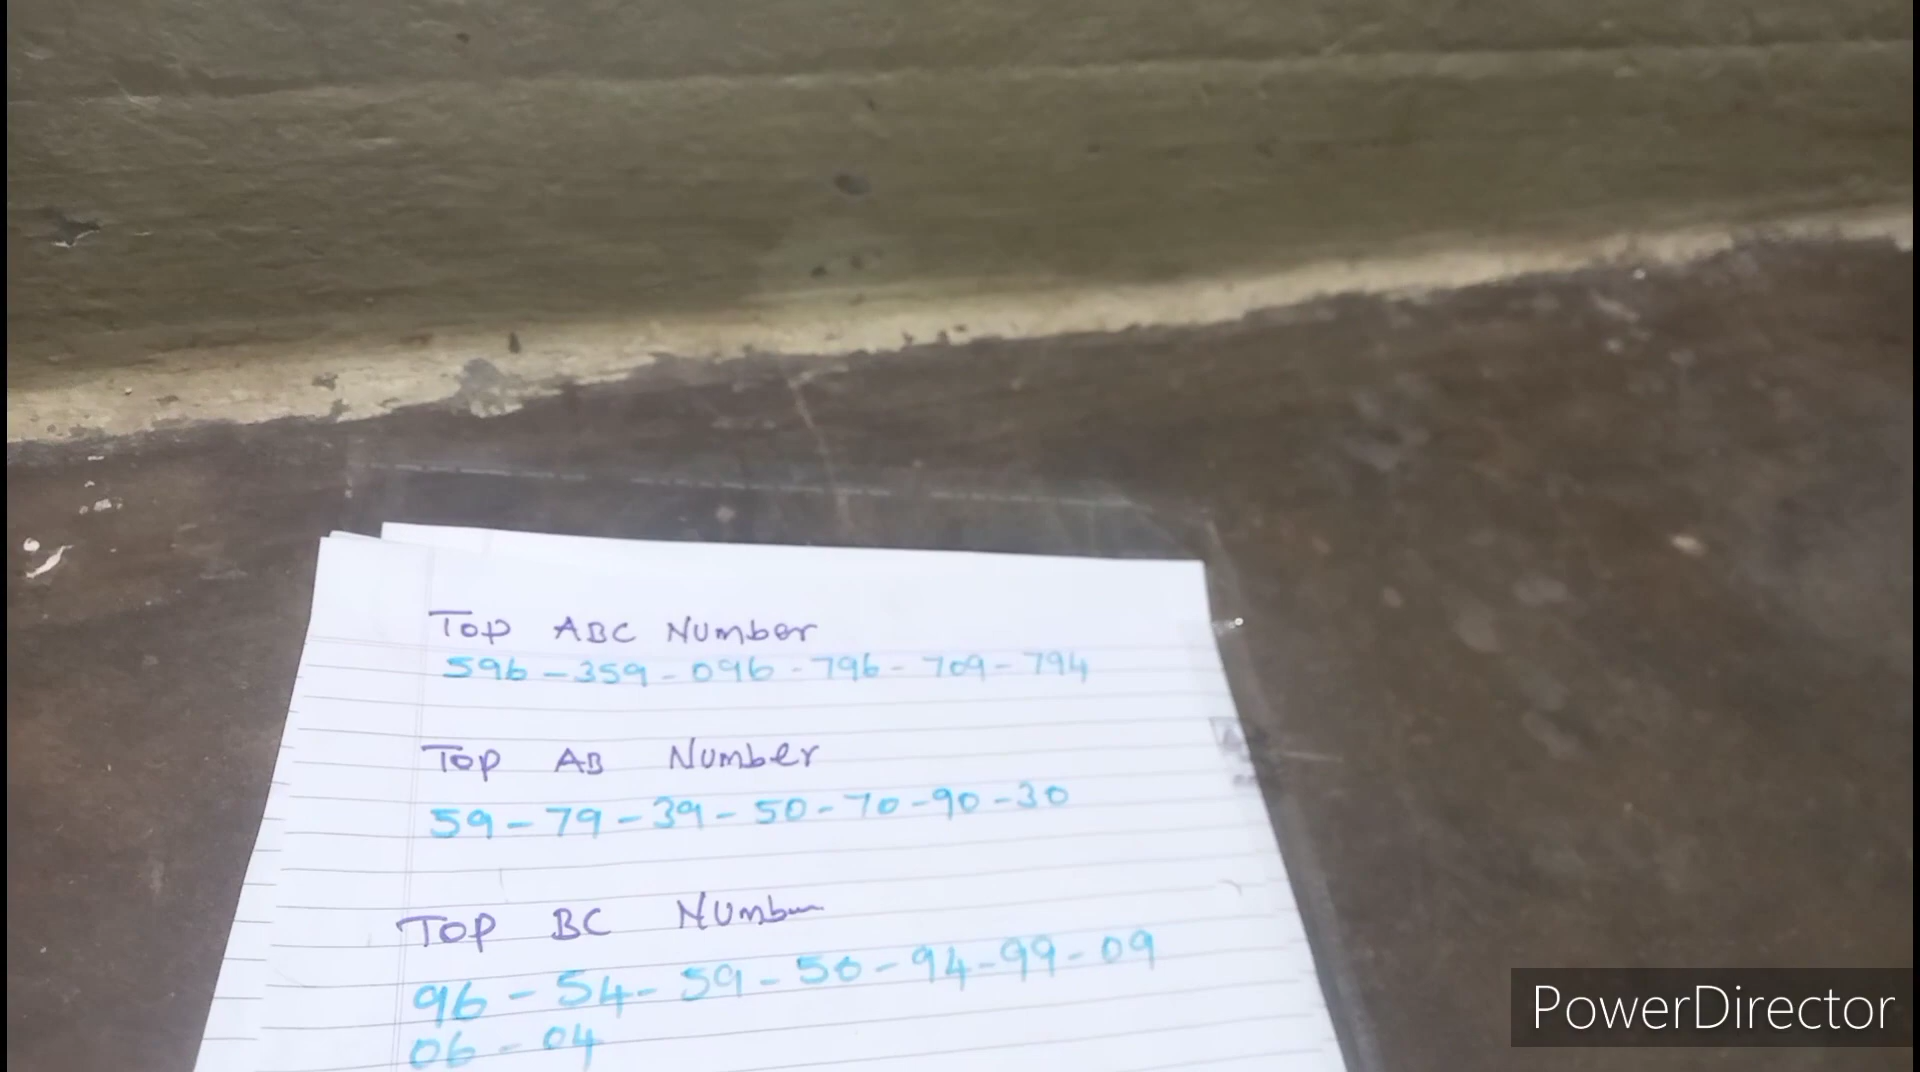 Top ABC Number
596-359-096-796-709-794
Top AB Number
59-79-39-50-70-90-30
Top BC Number
96-54-59-50-94-99-09
06-04
PowerDirector